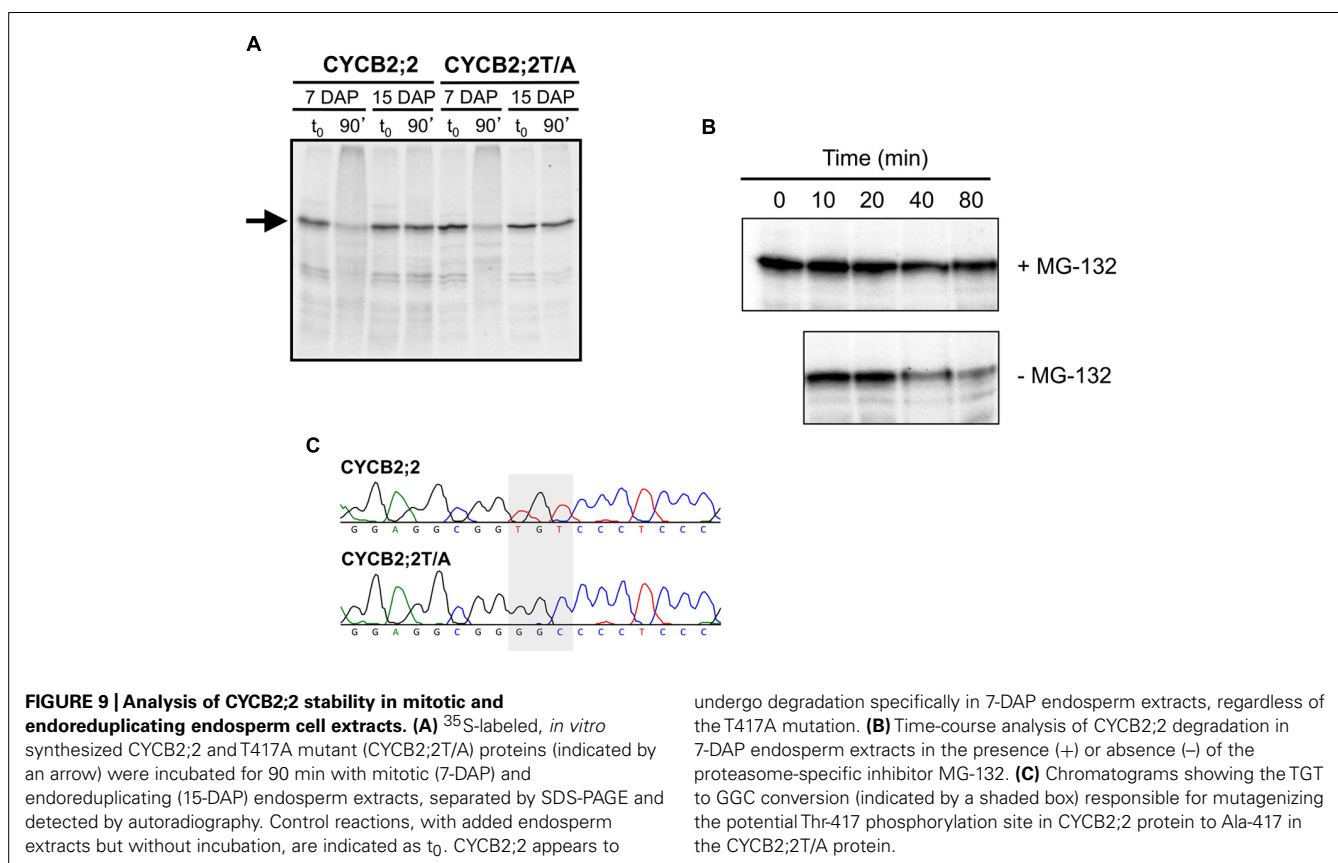 A
CYCB2;2 CYCB2;2T/A
7 DAP 15 DAP 7 DAP 15 DAP
t0 90' t0 90' t0 90' t0 90'
B
Time (min)
0 10 20 40 80
+ MG-132
- MG-132
C
CYCB2;2
G G A G G C G G T G T C C C T C C C
CYCB2;2T/A
G G A G G C G G G G C C C C T C C C
FIGURE 9 | Analysis of CYCB2;2 stability in mitotic and
endoreduplicating endosperm cell extracts. (A) 35S-labeled, in vitro
synthesized CYCB2;2 and T417A mutant (CYCB2;2T/A) proteins (indicated by
an arrow) were incubated for 90 min with mitotic (7-DAP) and
endoreduplicating (15-DAP) endosperm extracts, separated by SDS-PAGE and
detected by autoradiography. Control reactions, with added endosperm
extracts but without incubation, are indicated as t0. CYCB2;2 appears to
undergo degradation specifically in 7-DAP endosperm extracts, regardless of
the T417A mutation. (B) Time-course analysis of CYCB2;2 degradation in
7-DAP endosperm extracts in the presence (+) or absence (–) of the
proteasome-specific inhibitor MG-132. (C) Chromatograms showing the TGT
to GGC conversion (indicated by a shaded box) responsible for mutagenizing
the potential Thr-417 phosphorylation site in CYCB2;2 protein to Ala-417 in
the CYCB2;2T/A protein.